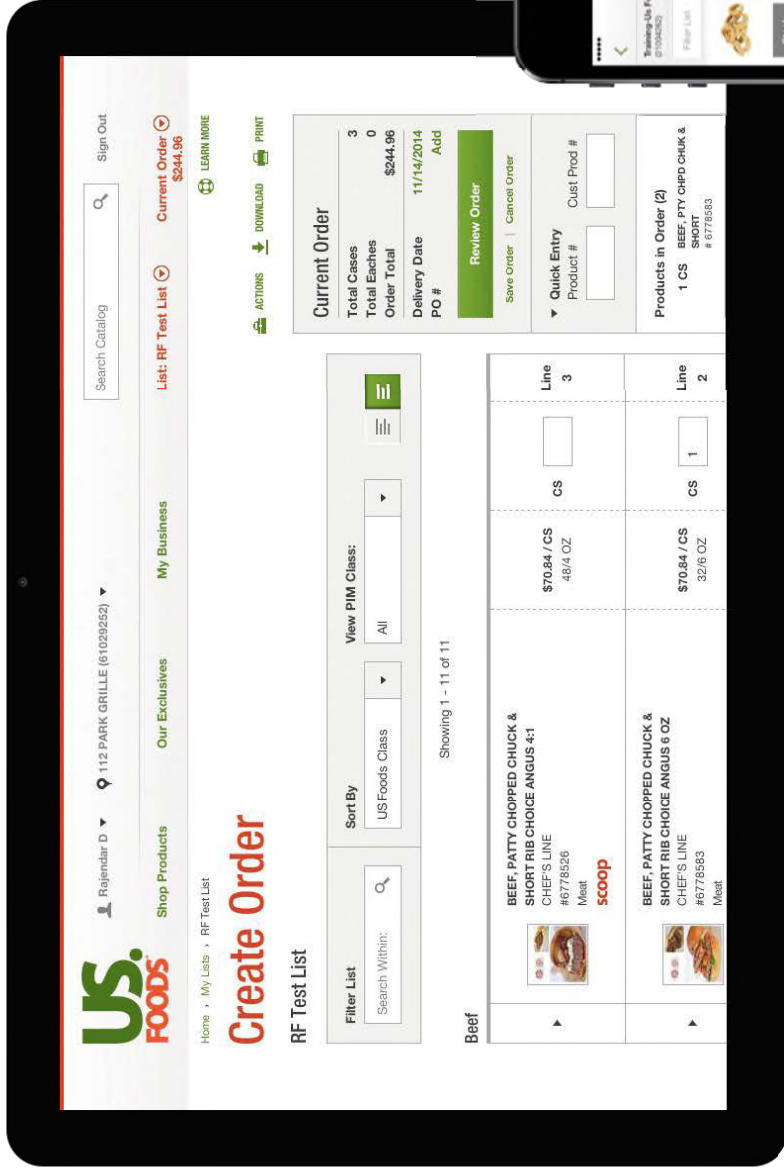 US.
FOODS
Rajendar D
112 PARK GRILLE (61029252)
Search Catalog
Sign Out
Shop Products
Our Exclusives
My Business
List: RF Test List
Current Order
$244.96
Home › My Lists › RF Test List
LEARN MORE
Create Order
ACTIONS
DOWNLOAD
PRINT
RF Test List
Filter List
Search Within:
Sort By
USFoods Class
View PIM Class:
All
Showing 1 - 11 of 11
Beef
BEEF, PATTY CHOPPED CHUCK &
SHORT RIB CHOICE ANGUS 4:1
CHEF'S LINE
#6778526
Meat
scoop
$70.84 / CS
48/4 OZ
CS
Line
3
BEEF, PATTY CHOPPED CHUCK &
SHORT RIB CHOICE ANGUS 6 OZ
CHEF'S LINE
#6778583
Meat
$70.84 / CS
32/6 OZ
CS
1
Line
2
Current Order
Total Cases 3
Total Eaches 0
Order Total $244.96
Delivery Date 11/14/2014
PO # Add
Review Order
Save Order | Cancel Order
Quick Entry
Product # Cust Prod #
Products in Order (2)
1 CS BEEF, PTY CHPD CHUK &
SHORT
# 6778583
Training-Us Fo
(21004262)
Filter List